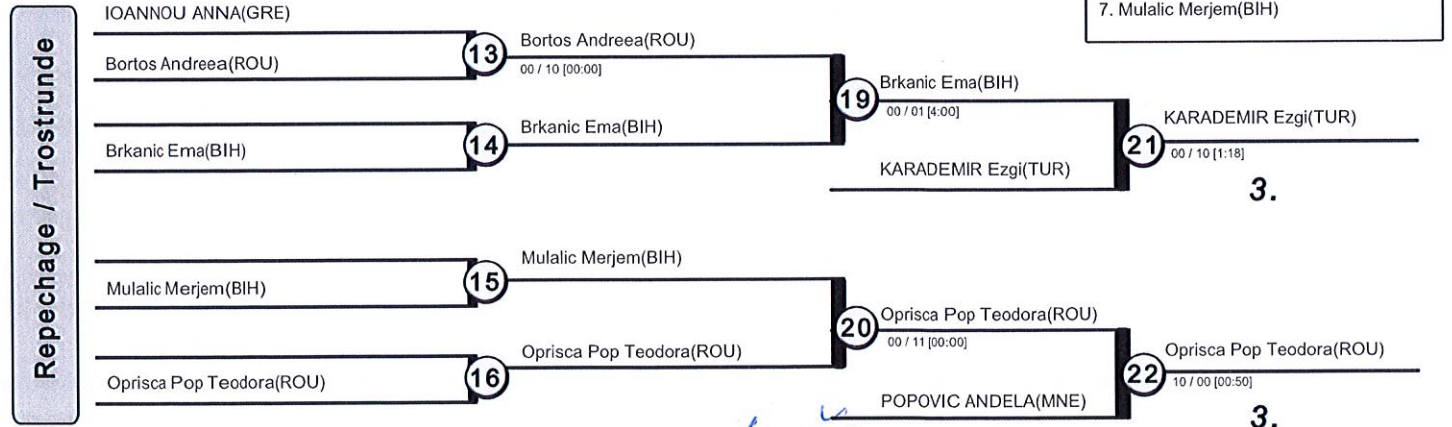 7. Mulalic Merjem(BIH)
Repechage / Trostrunde
IOANNOU ANNA(GRE)
Bortos Andreea(ROU)
13
Bortos Andreea(ROU)
00 / 10 [00:00]
Brkanic Ema(BIH)
14
Brkanic Ema(BIH)
19
Brkanic Ema(BIH)
00 / 01 [4:00]
KARADEMIR Ezgi(TUR)
21
KARADEMIR Ezgi(TUR)
00 / 10 [1:18]
3.
Mulalic Merjem(BIH)
15
Mulalic Merjem(BIH)
Oprisca Pop Teodora(ROU)
16
Oprisca Pop Teodora(ROU)
20
Oprisca Pop Teodora(ROU)
00 / 11 [00:00]
POPOVIC ANDELA(MNE)
22
Oprisca Pop Teodora(ROU)
10 / 00 [00:50]
3.